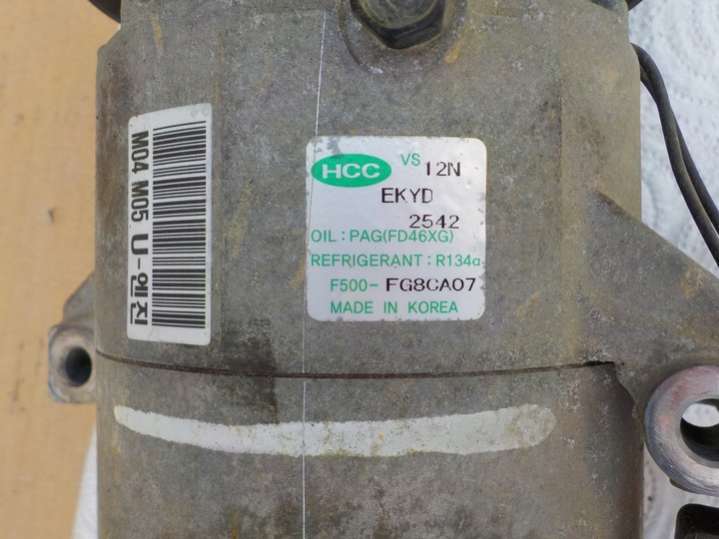 M04 M05 U-엔진
HCC VS 12N
EKYD
2542
OIL : PAG(FD46XG)
REFRIGERANT : R134a
F500- FG8CA07
MADE IN KOREA